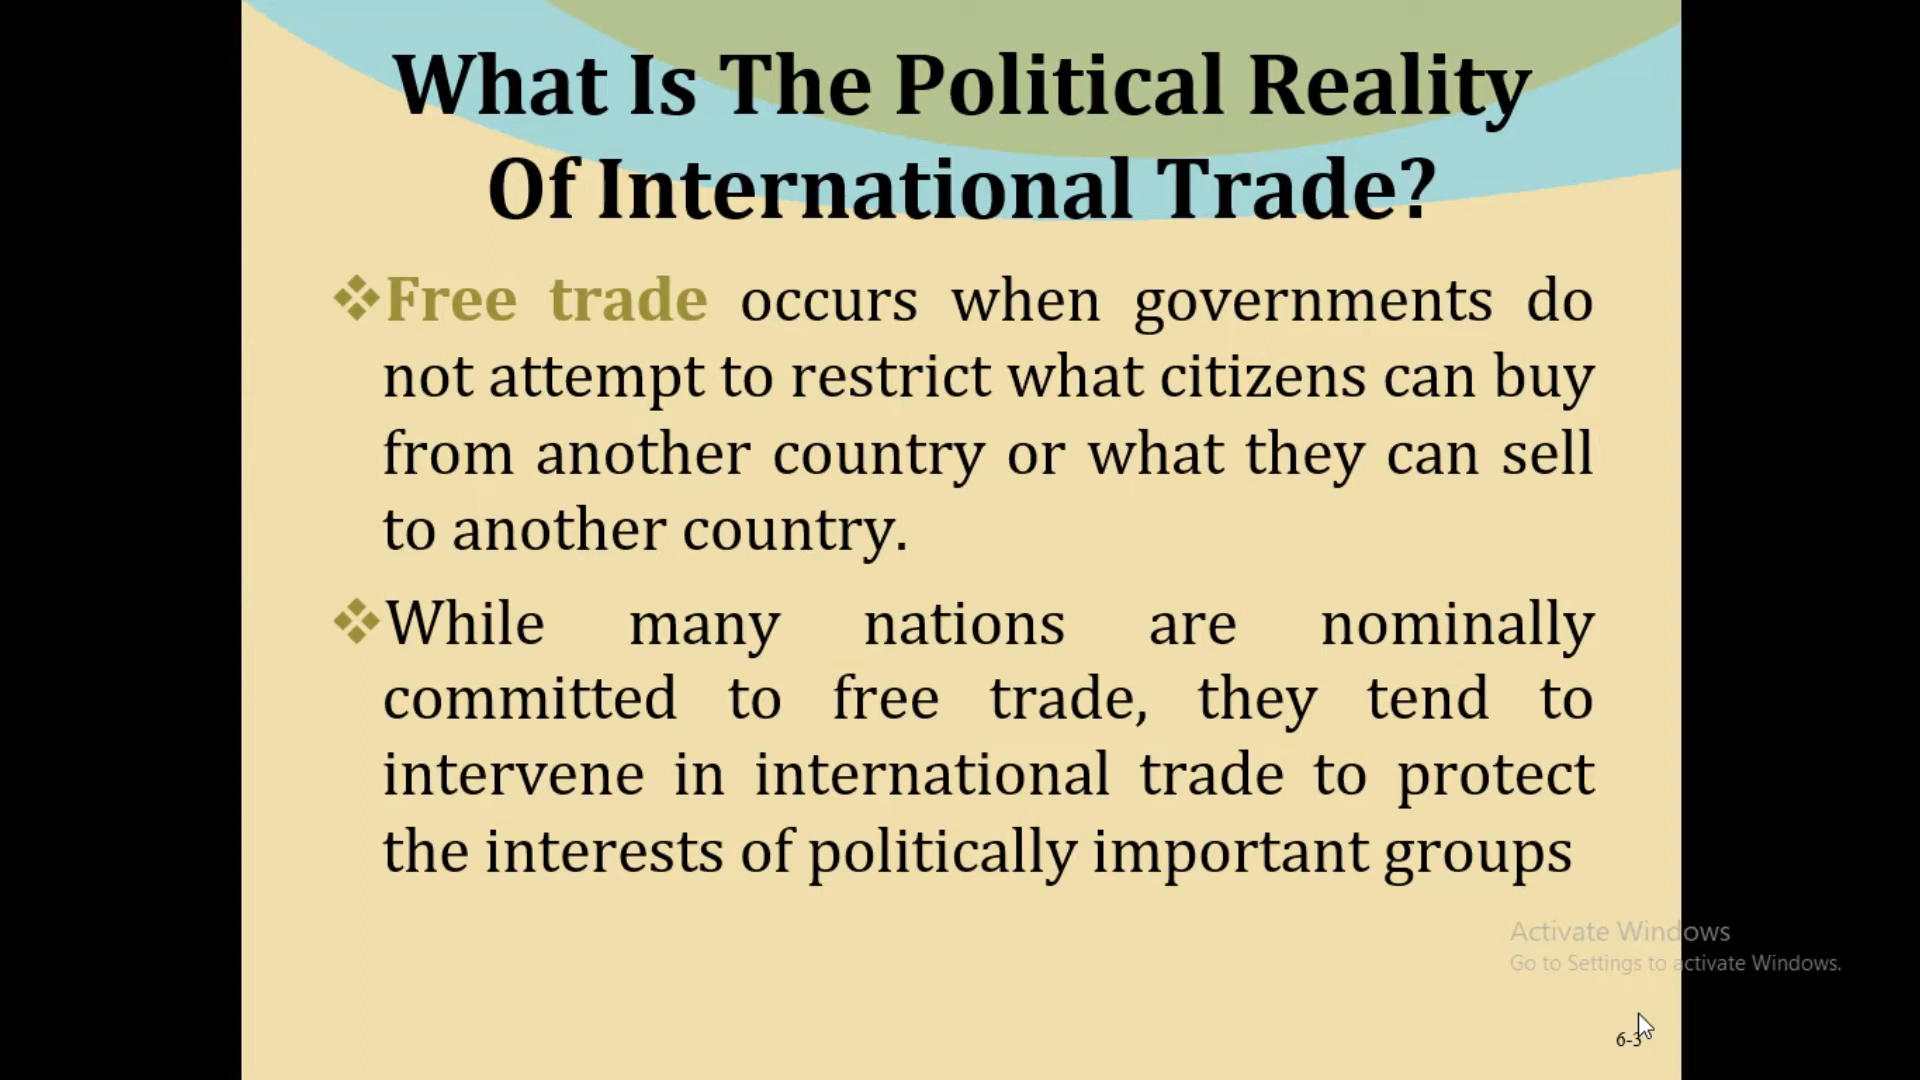 What Is The Political Reality
Of International Trade?
❖Free trade occurs when governments do
not attempt to restrict what citizens can buy
from another country or what they can sell
to another country.
❖While many nations are nominally
committed to free trade, they tend to
intervene in international trade to protect
the interests of politically important groups
Activate Windows
Go to Settings to activate Windows.
6-3